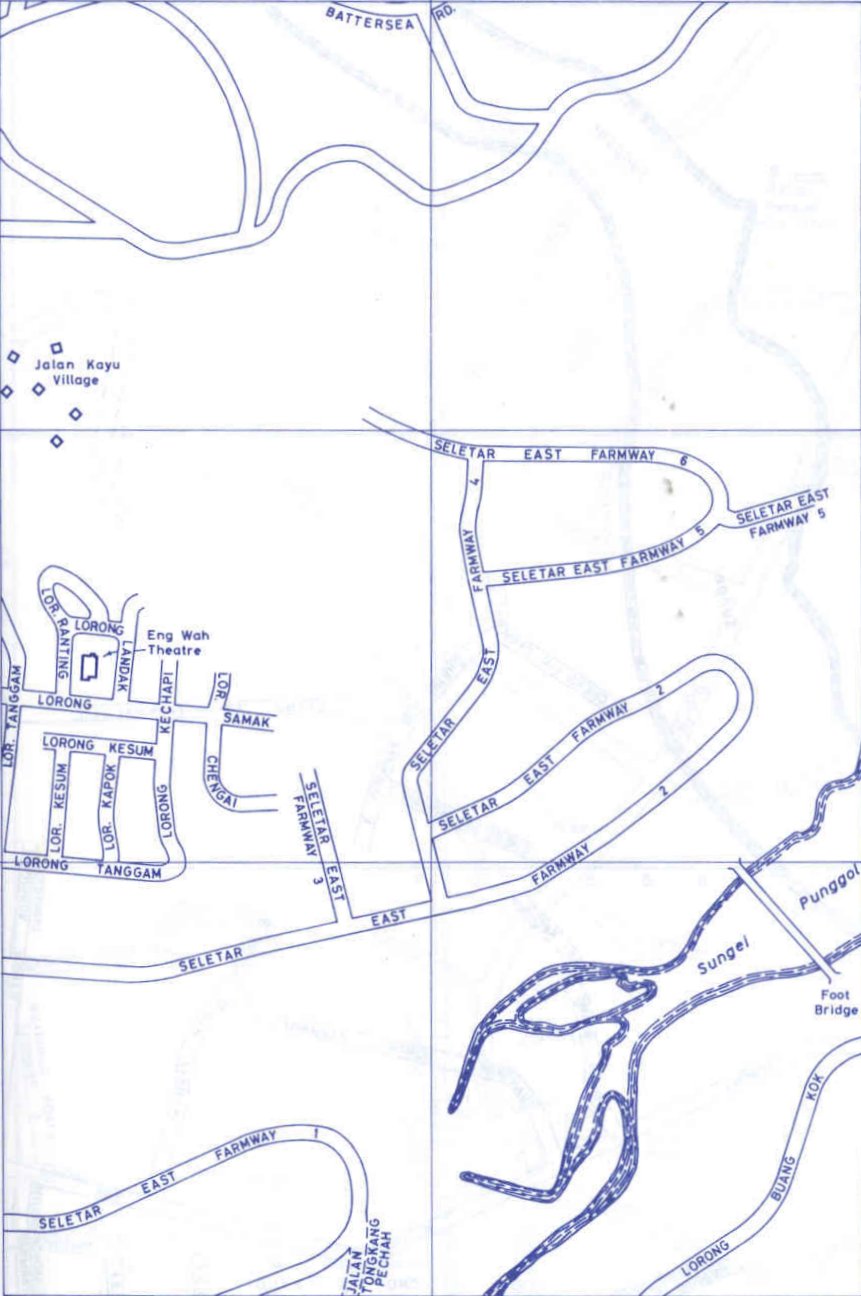 BATTERSEA RD.
Jalan Kayu
Village
SELETAR EAST FARMWAY 6
SELETAR EAST
FARMWAY 5
SELETAR EAST FARMWAY 5
SELETAR EAST FARMWAY 4
LOR. RANTING
LORONG LANDAK
Eng Wah
Theatre
LOR. TANGGAM
LORONG SAMAK
LORONG KECHAPI
LOR. CHENGAI
LORONG KESUM
LOR. KESUM
LOR. KAPOK
LORONG TANGGAM
SELETAR EAST
FARMWAY 3
SELETAR EAST FARMWAY 2
SELETAR EAST FARMWAY 2
Sungei Punggol
Foot
Bridge
LORONG BUANG KOK
SELETAR EAST FARMWAY 1
JALAN
TONGKANG
PECHAH